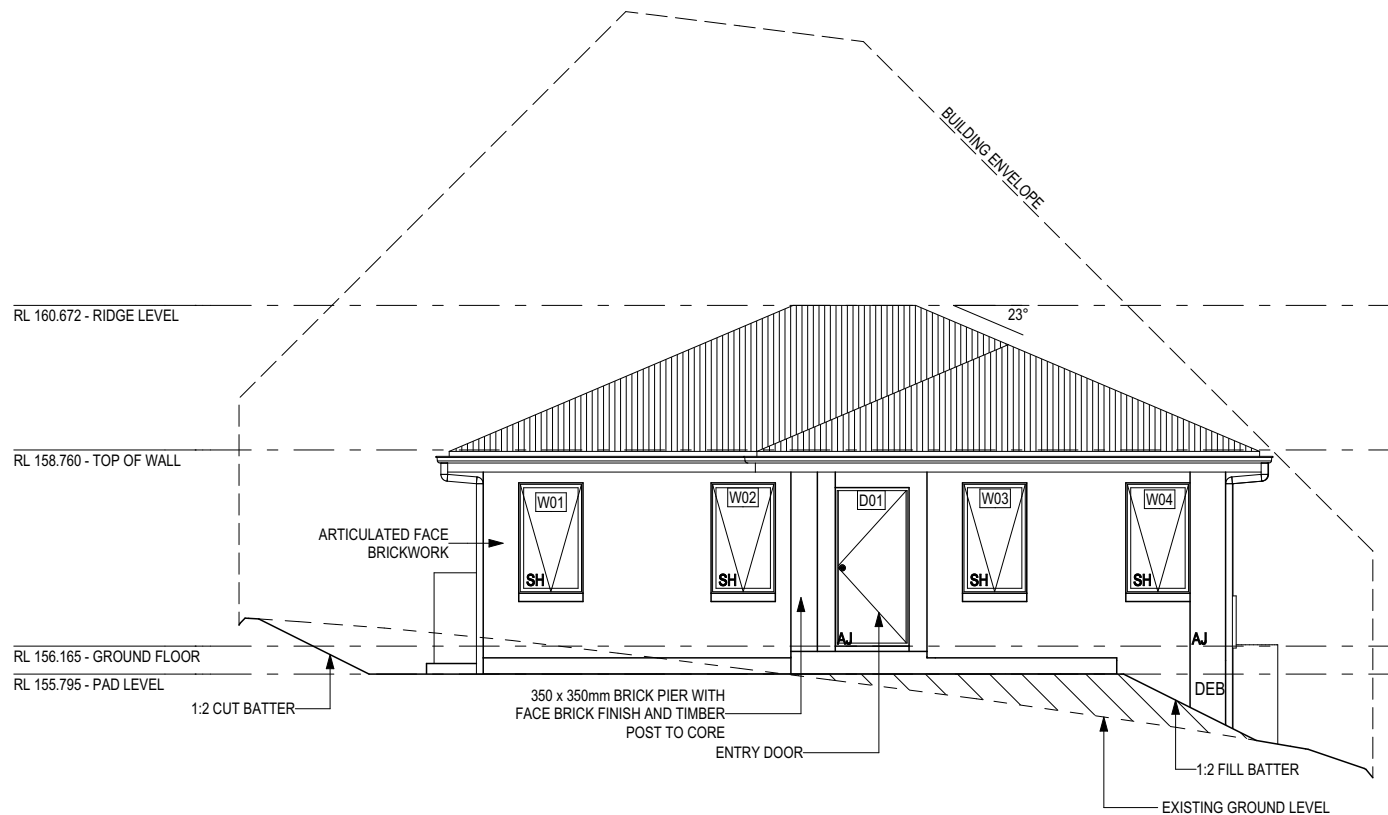 BUILDING ENVELOPE
RL 160.672 - RIDGE LEVEL
23°
RL 158.760 - TOP OF WALL
W01
W02
D01
W03
W04
ARTICULATED FACE
BRICKWORK
SH
SH
SH
SH
AJ
AJ
RL 156.165 - GROUND FLOOR
RL 155.795 - PAD LEVEL
DEB
1:2 CUT BATTER
350 x 350mm BRICK PIER WITH
FACE BRICK FINISH AND TIMBER
POST TO CORE
ENTRY DOOR
1:2 FILL BATTER
EXISTING GROUND LEVEL